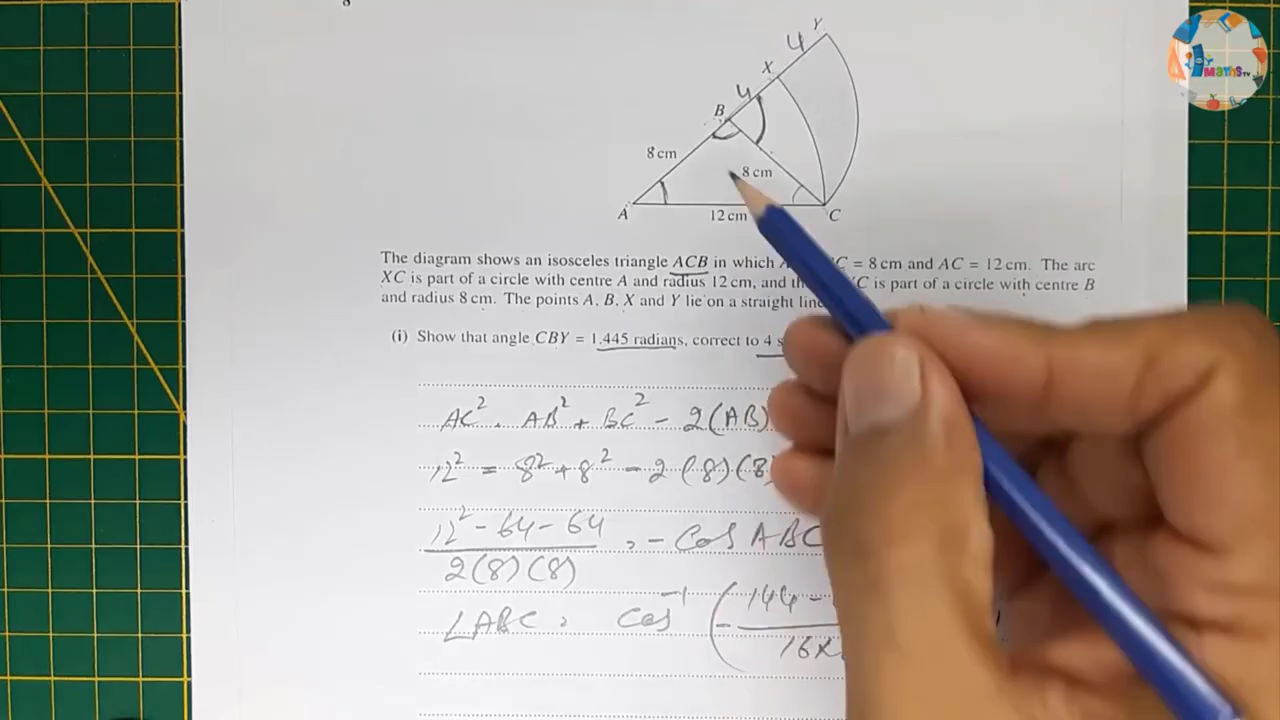 8
Y
4
X
4
B
8 cm
8 cm
A
12 cm
C
MATHS TV
The diagram shows an isosceles triangle ACB in which = 8 cm and AC = 12 cm. The arc
XC is part of a circle with centre A and radius 12 cm, and is part of a circle with centre B
and radius 8 cm. The points A, B, X and Y lie on a straight
(i) Show that angle CBY = 1.445 radians, correct to 4
AC² = AB² + BC² - 2(AB)
12² = 8² + 8² - 2(8)(8
12² - 64 - 64 = - Cos ABC
2(8)(8)
∠ABC = Cos⁻¹ ( - 144 -
16×